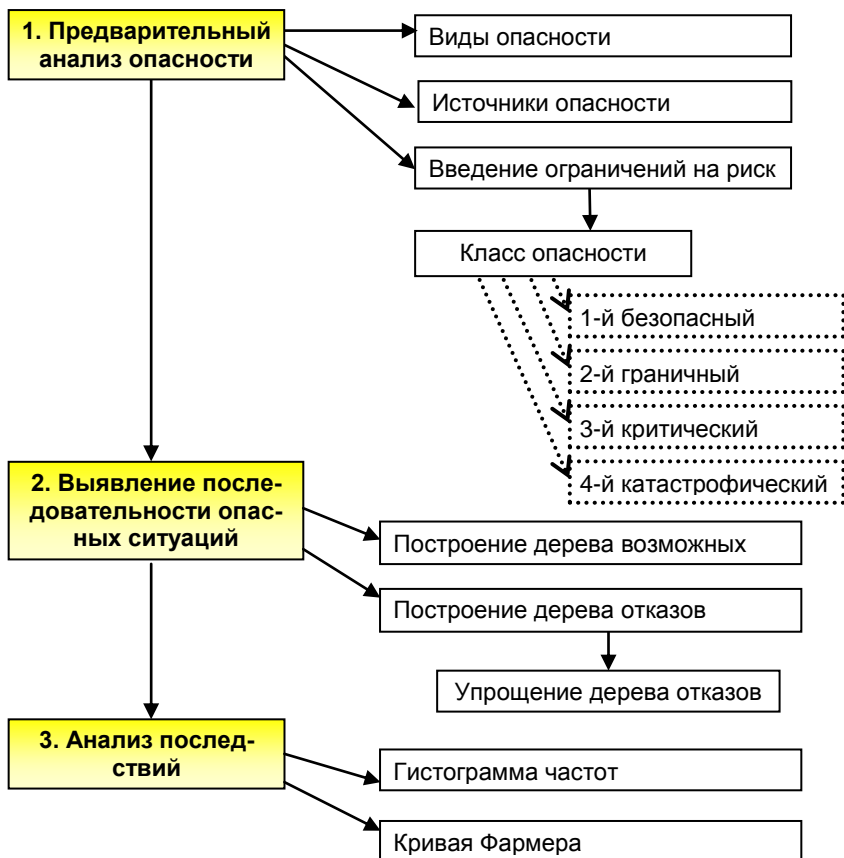 1. Предварительный
анализ опасности
Виды опасности
Источники опасности
Введение ограничений на риск
Класс опасности
1-й безопасный
2-й граничный
3-й критический
4-й катастрофический
2. Выявление после-
довательности опас-
ных ситуаций
Построение дерева возможных
Построение дерева отказов
Упрощение дерева отказов
3. Анализ послед-
ствий
Гистограмма частот
Кривая Фармера